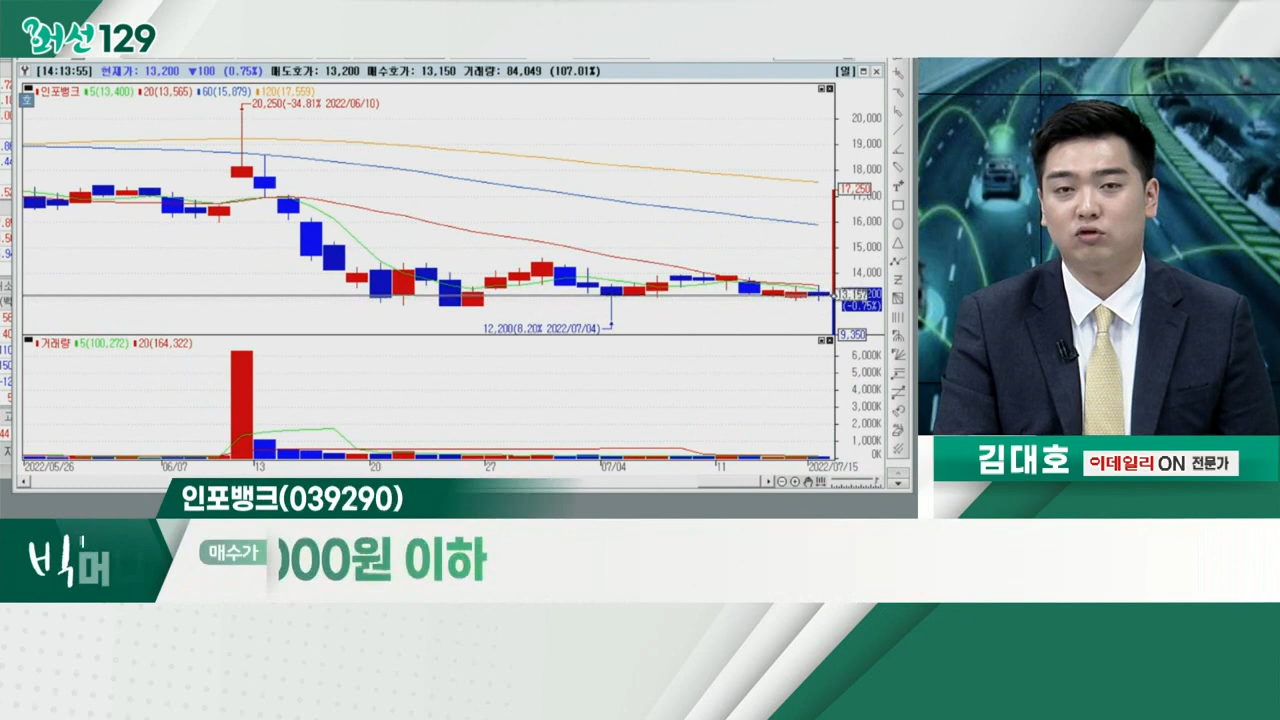 최선129
[14:13:55] 현재가: 13,200 ▼100 (0.75%) 매도호가: 13,200 매수호가: 13,150 거래량: 84,049 (107.01%) [일]
인포뱅크 5(13,400) 20(13,565) 60(15,879) 120(17,559)
20,250(-34.81% 2022/06/10)
20,000
19,000
18,000
17,250
17,000
16,000
15,000
14,000
(-0.75%)
12,200(8.20% 2022/07/04)
9,350
거래량 5(100,272) 20(164,322)
6,000K
5,000K
4,000K
3,000K
2,000K
1,000K
0K
2022/05/26 06/07 13 20 27 07/04 11 2022/07/15
김대호 이데일리ON 전문가
인포뱅크(039290)
빅머
매수가 000원 이하